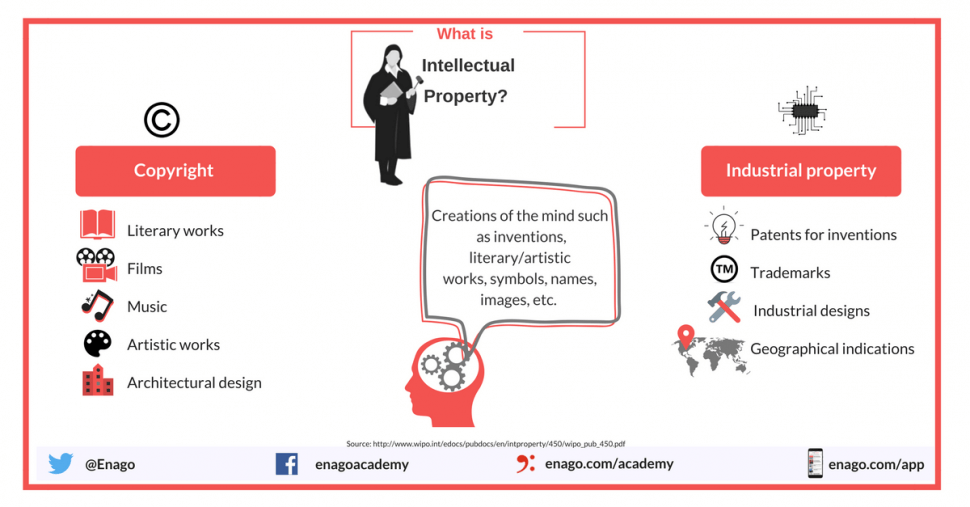 What is
Intellectual
Property?
©
Copyright
Literary works
Films
Music
Artistic works
Architectural design
Creations of the mind such
as inventions,
literary/artistic
works, symbols, names,
images, etc.
Industrial property
Patents for inventions
TM
Trademarks
Industrial designs
Geographical indications
Source: http://www.wipo.int/edocs/pubdocs/en/intproperty/450/wipo_pub_450.pdf
@Enago
enagoacademy
enago.com/academy
enago.com/app